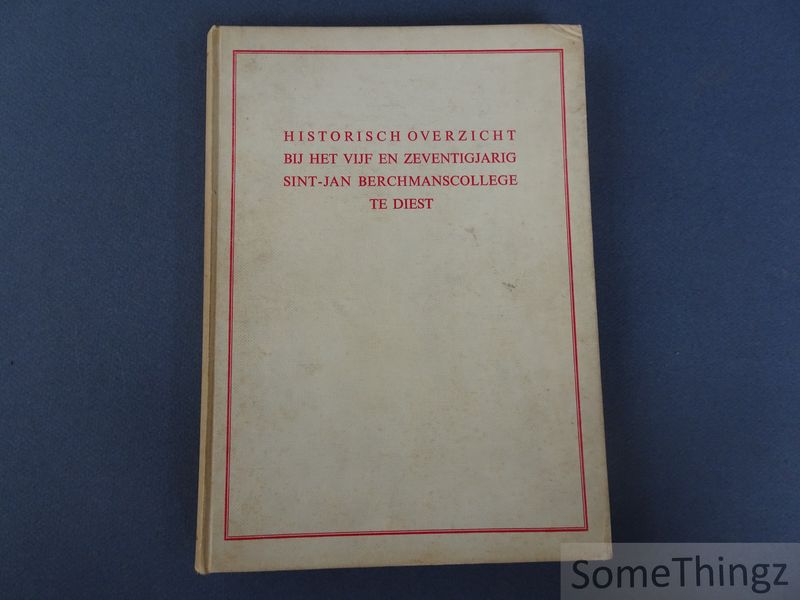 HISTORISCH OVERZICHT
BIJ HET VIJF EN ZEVENTIGJARIG
SINT-JAN BERCHMANSCOLLEGE
TE DIEST
SomeThingz